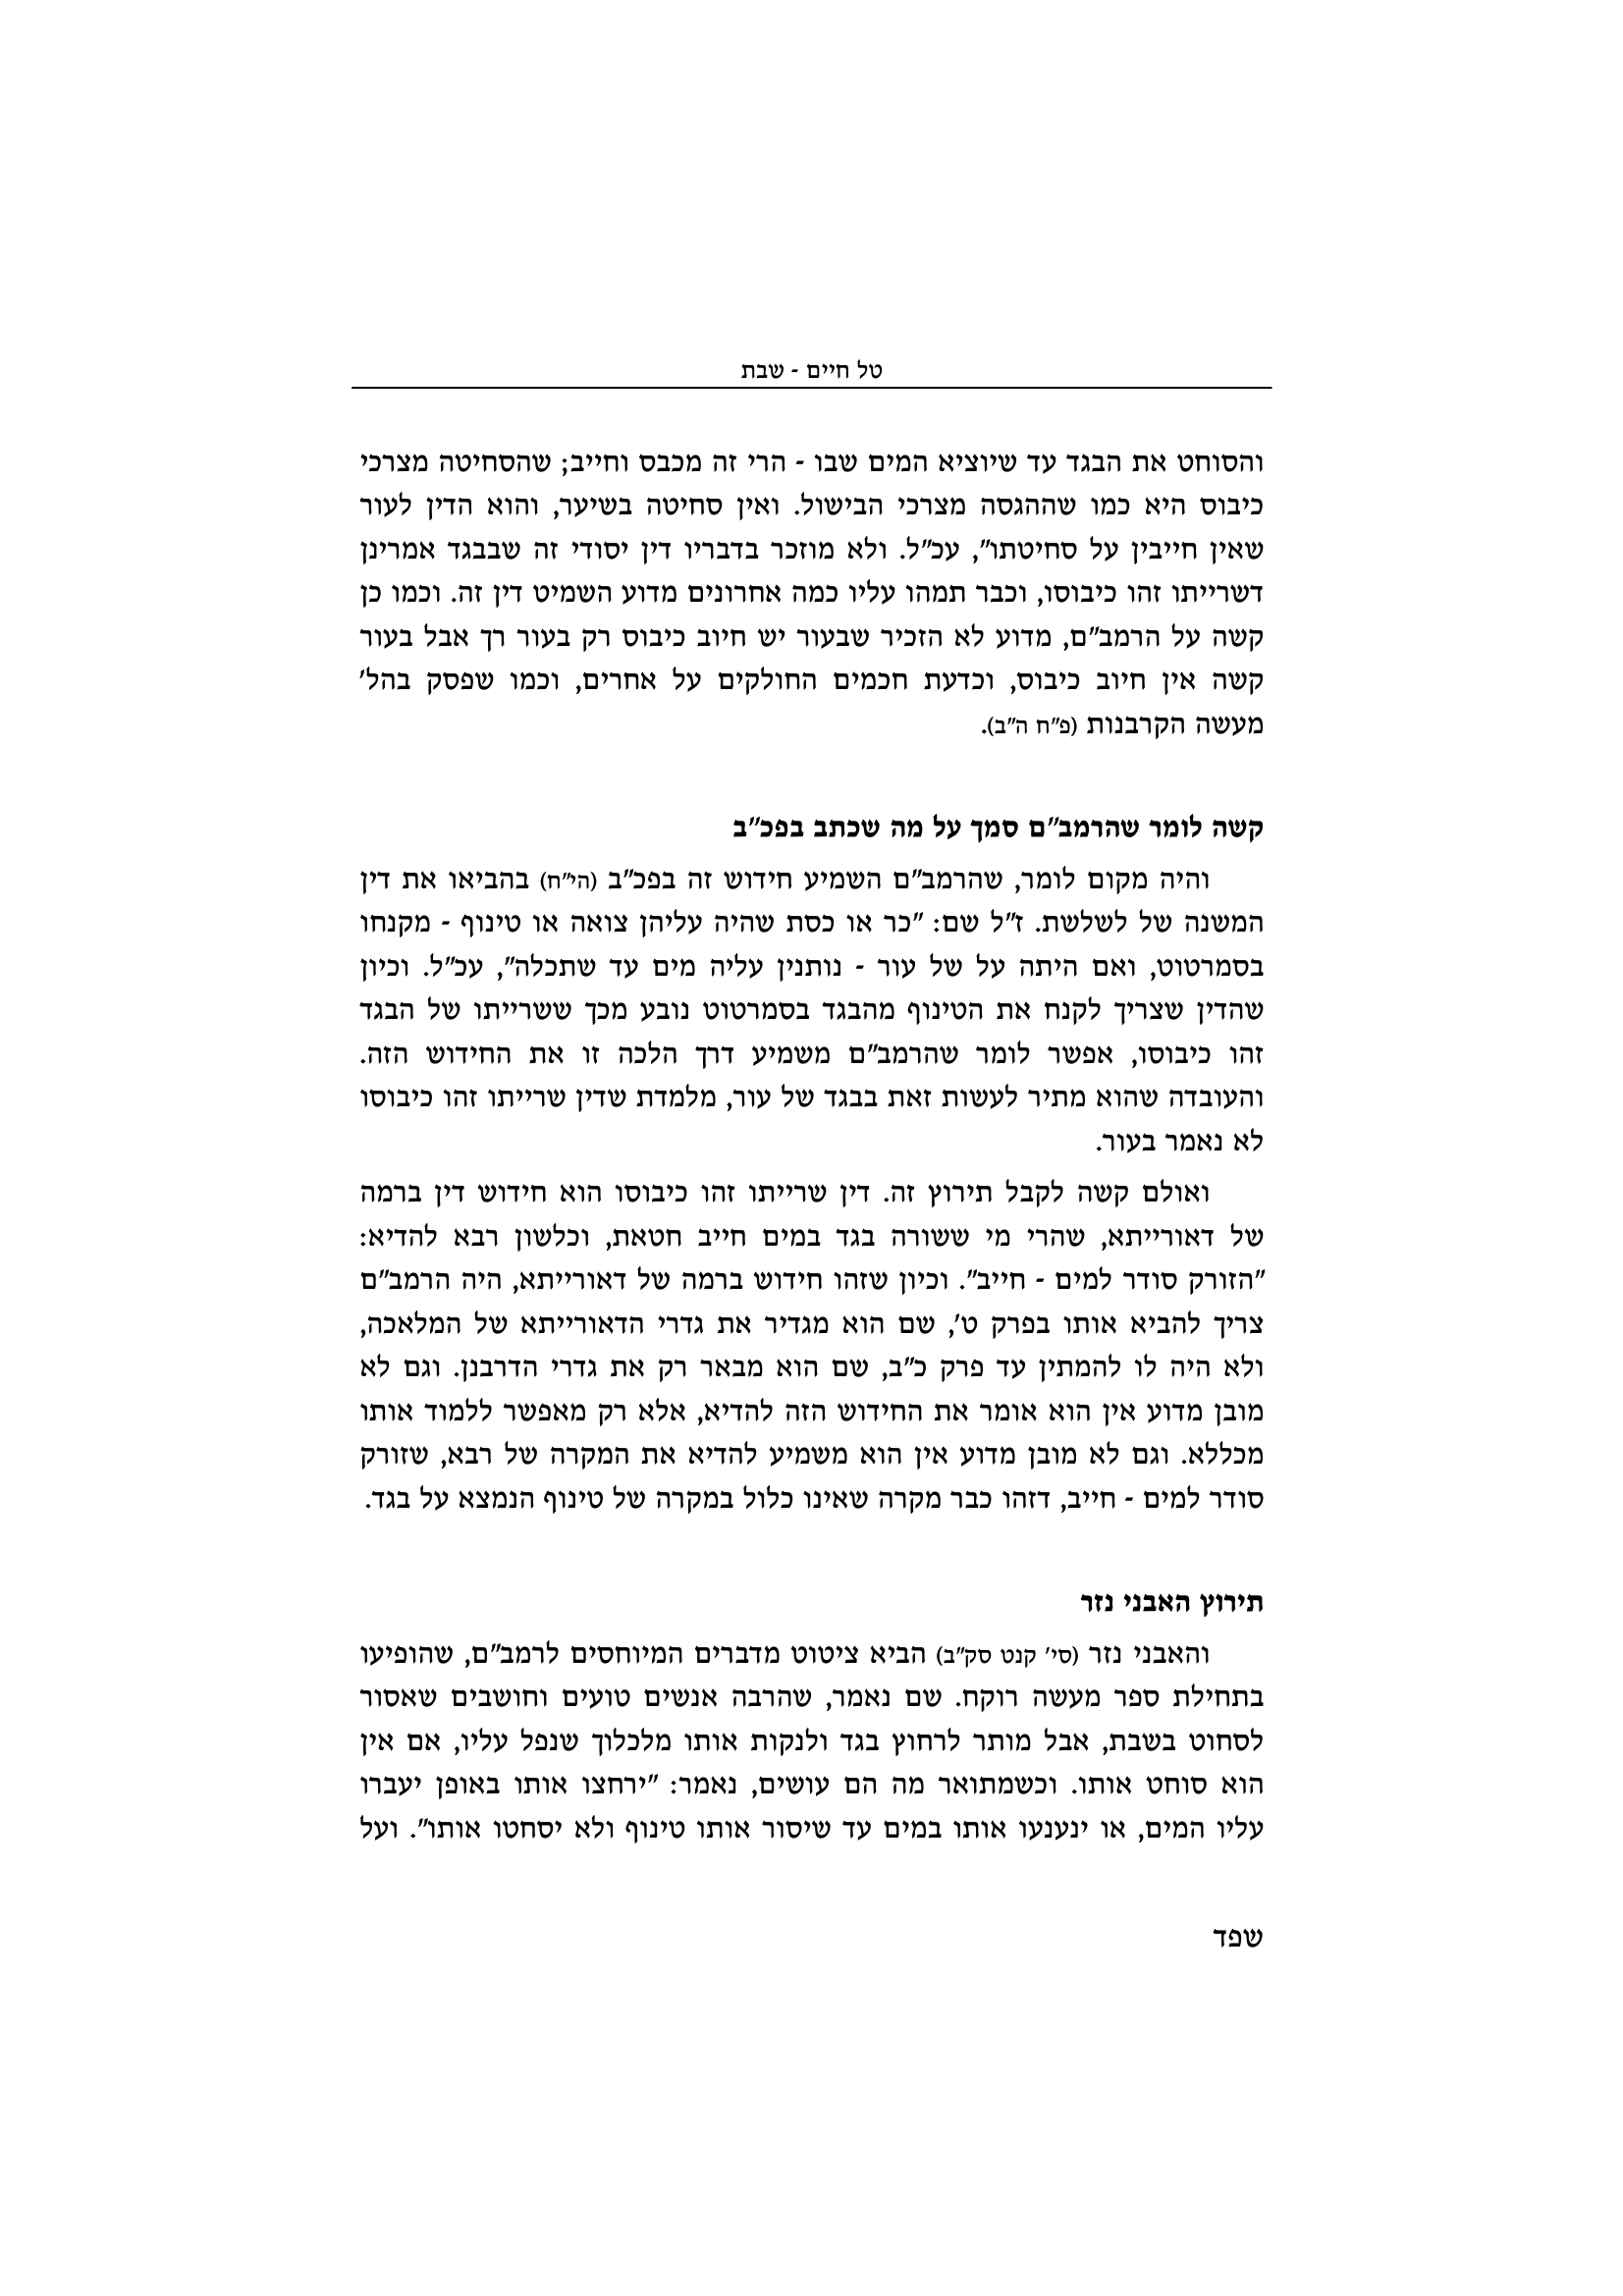 טל חיים - שבת
והסוחט את הבגד עד שיוציא המים שבו - הרי זה מכבס וחייב; שהסחיטה מצרכי
כיבוס היא כמו שההגסה מצרכי הבישול. ואין סחיטה בשיער, והוא הדין לעור
שאין חייבין על סחיטתו", עכ"ל. ולא מוזכר בדבריו דין יסודי זה שבבגד אמרינן
דשרייתו זהו כיבוסו, וכבר תמהו עליו כמה אחרונים מדוע השמיט דין זה. וכמו כן
קשה על הרמב"ם, מדוע לא הזכיר שבעור יש חיוב כיבוס רק בעור רך אבל בעור
קשה אין חיוב כיבוס, וכדעת חכמים החולקים על אחרים, וכמו שפסק בהל'
מעשה הקרבנות (פ"ח ה"ב).
קשה לומר שהרמב"ם סמך על מה שכתב בפכ"ב
והיה מקום לומר, שהרמב"ם השמיע חידוש זה בפכ"ב (הי"ח) בהביאו את דין
המשנה של לשלשת. ז"ל שם: "כר או כסת שהיה עליהן צואה או טינוף - מקנחו
בסמרטוט, ואם היתה על של עור - נותנין עליה מים עד שתכלה", עכ"ל. וכיון
שהדין שצריך לקנח את הטינוף מהבגד בסמרטוט נובע מכך ששרייתו של הבגד
זהו כיבוסו, אפשר לומר שהרמב"ם משמיע דרך הלכה זו את החידוש הזה.
והעובדה שהוא מתיר לעשות זאת בבגד של עור, מלמדת שדין שרייתו זהו כיבוסו
לא נאמר בעור.
ואולם קשה לקבל תירוץ זה. דין שרייתו זהו כיבוסו הוא חידוש דין ברמה
של דאורייתא, שהרי מי ששורה בגד במים חייב חטאת, וכלשון רבא להדיא:
"הזורק סודר למים - חייב". וכיון שזהו חידוש ברמה של דאורייתא, היה הרמב"ם
צריך להביא אותו בפרק ט', שם הוא מגדיר את גדרי הדאורייתא של המלאכה,
ולא היה לו להמתין עד פרק כ"ב, שם הוא מבאר רק את גדרי הדרבנן. וגם לא
מובן מדוע אין הוא אומר את החידוש הזה להדיא, אלא רק מאפשר ללמוד אותו
מכללא. וגם לא מובן מדוע אין הוא משמיע להדיא את המקרה של רבא, שזורק
סודר למים - חייב, דזהו כבר מקרה שאינו כלול במקרה של טינוף הנמצא על בגד.
תירוץ האבני נזר
והאבני נזר (סי' קנט סק"ב) הביא ציטוט מדברים המיוחסים לרמב"ם, שהופיעו
בתחילת ספר מעשה רוקח. שם נאמר, שהרבה אנשים טועים וחושבים שאסור
לסחוט בשבת, אבל מותר לרחוץ בגד ולנקות אותו מלכלוך שנפל עליו, אם אין
הוא סוחט אותו. וכשמתואר מה הם עושים, נאמר: "ירחצו אותו באופן יעברו
עליו המים, או ינענעו אותו במים עד שיסור אותו טינוף ולא יסחטו אותו". ועל
שפד